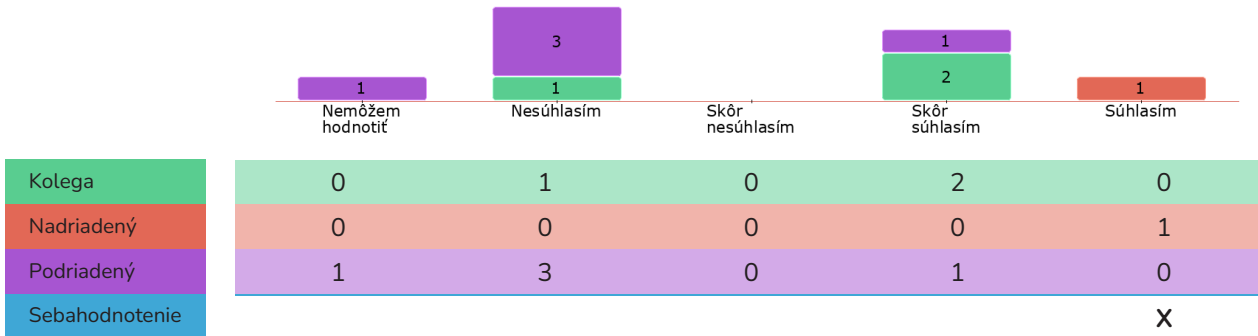 3
1
1
1
2
1
Nemôžem
hodnotiť
Nesúhlasím
Skôr
nesúhlasím
Skôr
súhlasím
Súhlasím
Kolega 0 1 0 2 0
Nadriadený 0 0 0 0 1
Podriadený 1 3 0 1 0
Sebahodnotenie X